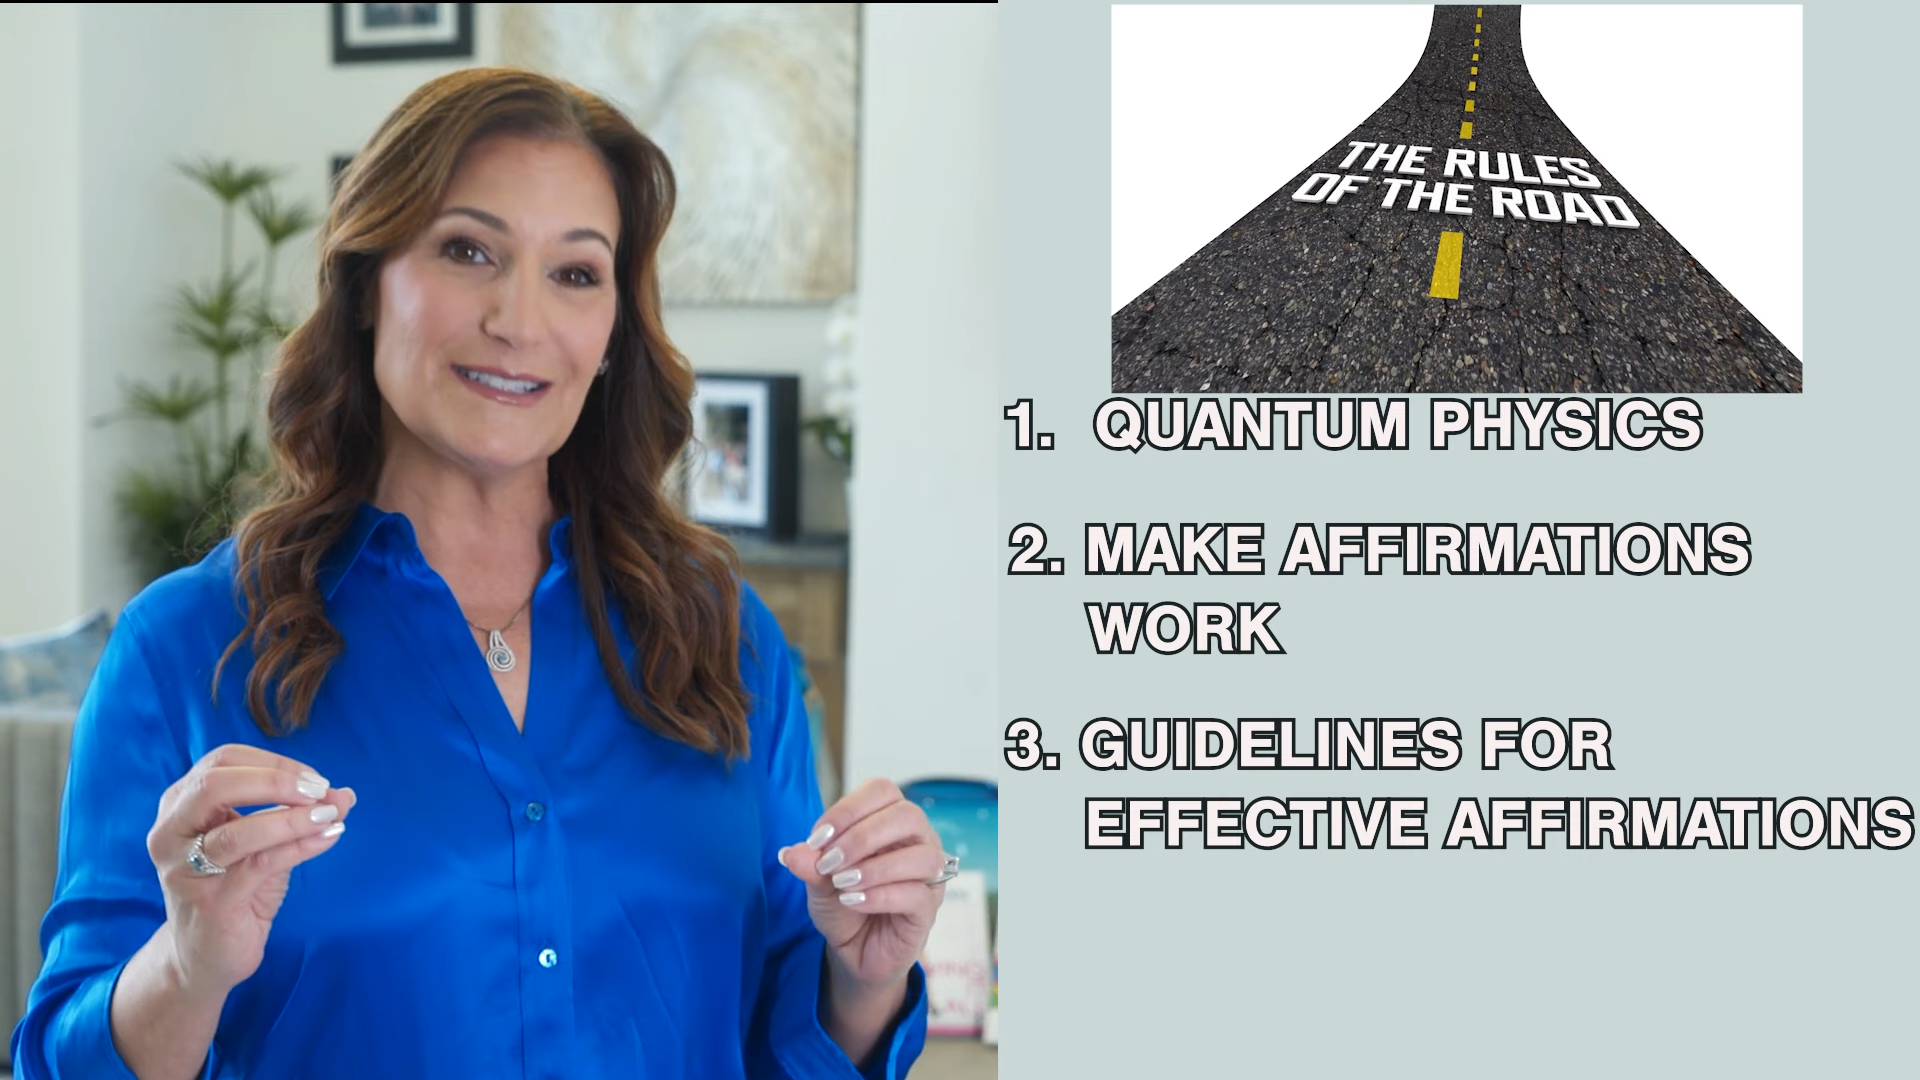 THE RULES
OF THE ROAD
1. QUANTUM PHYSICS
2. MAKE AFFIRMATIONS
WORK
3. GUIDELINES FOR
EFFECTIVE AFFIRMATIONS